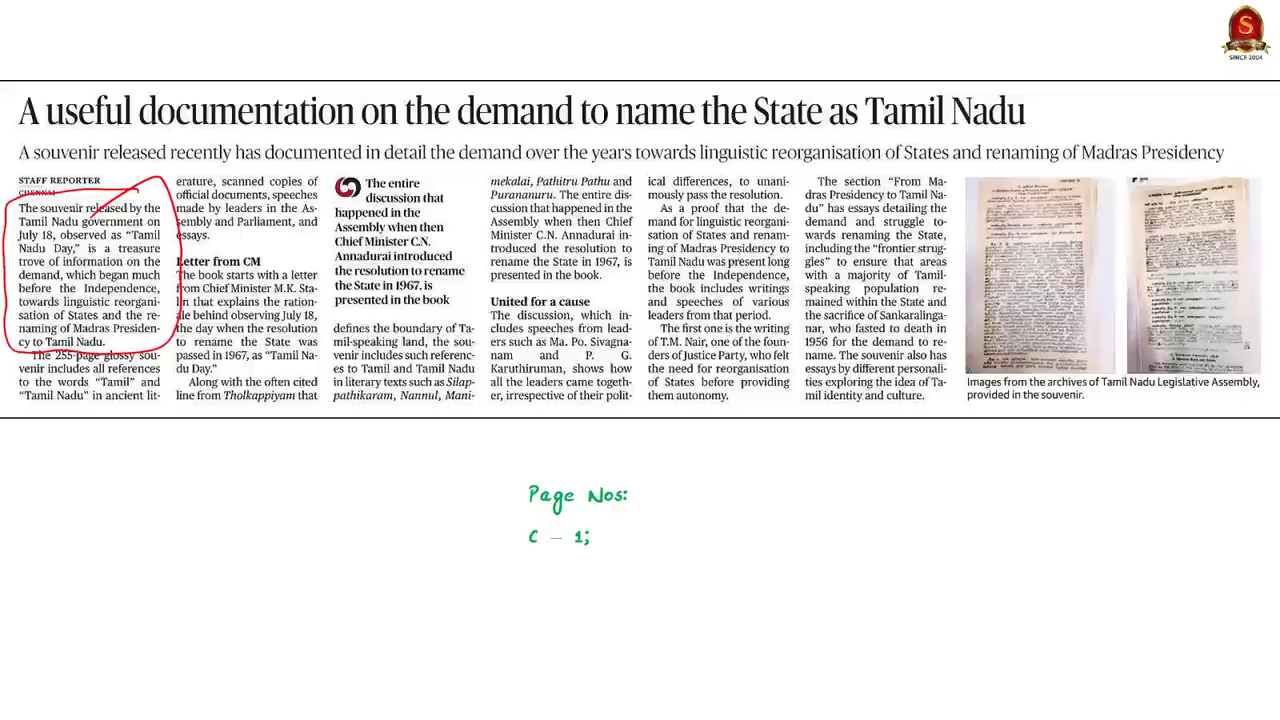 S
SINCE 2004
A useful documentation on the demand to name the State as Tamil Nadu
A souvenir released recently has documented in detail the demand over the years towards linguistic reorganisation of States and renaming of Madras Presidency
STAFF REPORTER
CHENNAI
The souvenir released by the
Tamil Nadu government on
July 18, observed as “Tamil
Nadu Day,” is a treasure
trove of information on the
demand, which began much
before the Independence,
towards linguistic reorgani-
sation of States and the re-
naming of Madras Presiden-
cy to Tamil Nadu.
The 255-page glossy sou-
venir includes all references
to the words “Tamil” and
“Tamil Nadu” in ancient lit-
erature, scanned copies of
official documents, speeches
made by leaders in the As-
sembly and Parliament, and
essays.
Letter from CM
The book starts with a letter
from Chief Minister M.K. Sta-
lin that explains the ration-
ale behind observing July 18,
the day when the resolution
to rename the State was
passed in 1967, as “Tamil Na-
du Day.”
Along with the often cited
line from Tholkappiyam that
The entire
discussion that
happened in the
Assembly when then
Chief Minister C.N.
Annadurai introduced
the resolution to rename
the State in 1967, is
presented in the book
defines the boundary of Ta-
mil-speaking land, the sou-
venir includes such referenc-
es to Tamil and Tamil Nadu
in literary texts such as Silap-
pathikaram, Nannul, Mani-
mekalai, Pathitru Pathu and
Purananuru. The entire dis-
cussion that happened in the
Assembly when then Chief
Minister C.N. Annadurai in-
troduced the resolution to
rename the State in 1967, is
presented in the book.
United for a cause
The discussion, which in-
cludes speeches from lead-
ers such as Ma. Po. Sivagna-
nam and P. G.
Karuthiruman, shows how
all the leaders came togeth-
er, irrespective of their polit-
ical differences, to unani-
mously pass the resolution.
As a proof that the de-
mand for linguistic reorgani-
sation of States and renam-
ing of Madras Presidency to
Tamil Nadu was present long
before the Independence,
the book includes writings
and speeches of various
leaders from that period.
The first one is the writing
of T.M. Nair, one of the foun-
ders of Justice Party, who felt
the need for reorganisation
of States before providing
them autonomy.
The section “From Ma-
dras Presidency to Tamil Na-
du” has essays detailing the
demand and struggle to-
wards renaming the State,
including the “frontier strug-
gles” to ensure that areas
with a majority of Tamil-
speaking population re-
mained within the State and
the sacrifice of Sankaralinga-
nar, who fasted to death in
1956 for the demand to re-
name. The souvenir also has
essays by different personali-
ties exploring the idea of Ta-
mil identity and culture.
Images from the archives of Tamil Nadu Legislative Assembly,
provided in the souvenir.
Page Nos:
C – 1;